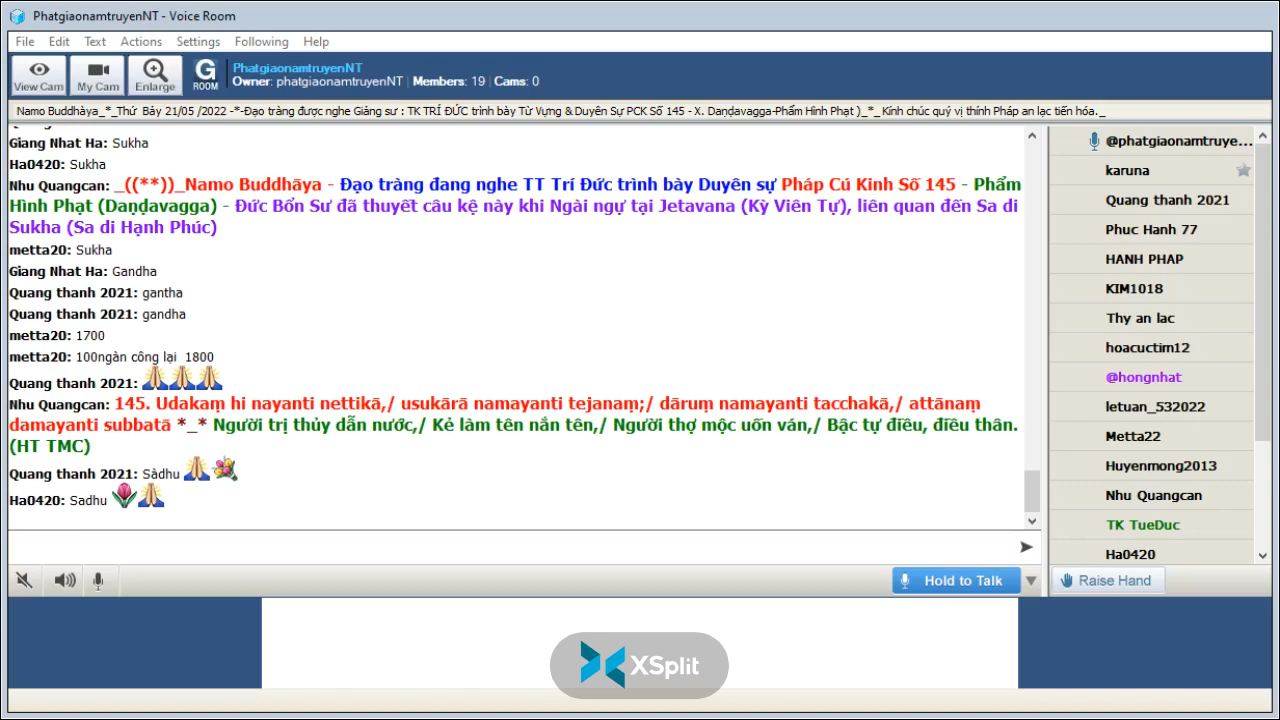 PhatgiaonamtruyenNT - Voice Room
File Edit Text Actions Settings Following Help
View Cam My Cam Enlarge G ROOM
PhatgiaonamtruyenNT
Owner: phatgiaonamtruyenNT | Members: 19 | Cams: 0
Namo Buddhàya_*_Thứ Bảy 21/05 /2022 -*-Đạo tràng được nghe Giảng sư : TK TRÍ ĐỨC trình bày Từ Vựng & Duyên Sự PCK Số 145 - X. Daṇḍavagga-Phẩm Hình Phạt )_*_Kính chúc quý vị thính Pháp an lạc tiến hóa._
Giang Nhat Ha: Sukha
Ha0420: Sukha
Nhu Quangcan: _((**))_Namo Buddhāya - Đạo tràng đang nghe TT Trí Đức trình bày Duyên sự Pháp Cú Kinh Số 145 - Phẩm
Hình Phạt (Daṇḍavagga) - Đức Bổn Sư đã thuyết câu kệ này khi Ngài ngự tại Jetavana (Kỳ Viên Tự), liên quan đến Sa di
Sukha (Sa di Hạnh Phúc)
metta20: Sukha
Giang Nhat Ha: Gandha
Quang thanh 2021: gantha
Quang thanh 2021: gandha
metta20: 1700
metta20: 100ngàn công lại 1800
Quang thanh 2021:
Nhu Quangcan: 145. Udakaṃ hi nayanti nettikā,/ usukārā namayanti tejanaṃ;/ dāruṃ namayanti tacchakā,/ attānaṃ
damayanti subbatā *_* Người trị thủy dẫn nước,/ Kẻ làm tên nắn tên,/ Người thợ mộc uốn ván,/ Bậc tự điều, điều thân.
(HT TMC)
Quang thanh 2021: Sàdhu
Ha0420: Sadhu
@phatgiaonamtruye...
karuna
Quang thanh 2021
Phuc Hanh 77
HANH PHAP
KIM1018
Thy an lac
hoacuctim12
@hongnhat
letuan_532022
Metta22
Huyenmong2013
Nhu Quangcan
TK TueDuc
Ha0420
Hold to Talk
Raise Hand
XSplit